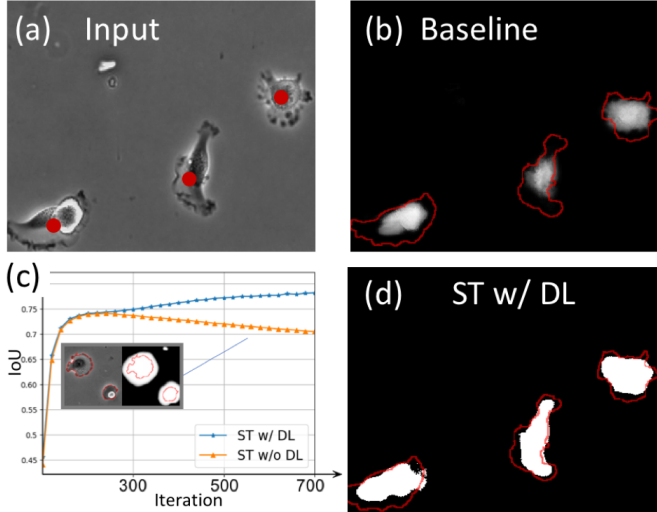 (a) Input
(b) Baseline
(c)
IoU
0.75
0.7
0.65
0.6
0.55
0.5
0.45
ST w/ DL
ST w/o DL
300
500
700
Iteration
(d) ST w/ DL